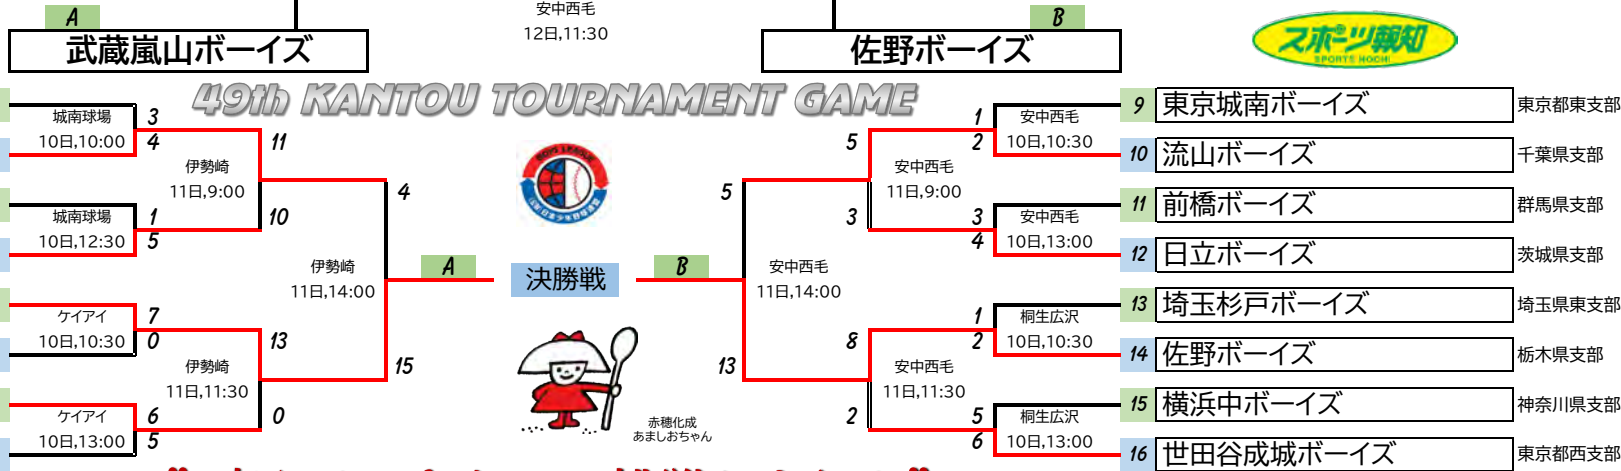 A
安中西毛
12日,11:30
B
武蔵嵐山ボーイズ
佐野ボーイズ
スポーツ報知
SPORTS HOCHI
49th KANTOU TOURNAMENT GAME
城南球場
10日,10:00
3
4
伊勢崎
11日,9:00
11
10
城南球場
10日,12:30
1
5
4
伊勢崎
11日,14:00
15
ケイアイ
10日,10:30
7
0
伊勢崎
11日,11:30
13
0
ケイアイ
10日,13:00
6
5
BOYS LEAGUE
A
決勝戦
B
赤穂化成
あましおちゃん
5
安中西毛
11日,14:00
13
5
安中西毛
11日,9:00
3
1
2
安中西毛
10日,10:30
3
4
安中西毛
10日,13:00
8
安中西毛
11日,11:30
2
1
2
桐生広沢
10日,10:30
5
6
桐生広沢
10日,13:00
9 東京城南ボーイズ 東京都東支部
10 流山ボーイズ 千葉県支部
11 前橋ボーイズ 群馬県支部
12 日立ボーイズ 茨城県支部
13 埼玉杉戸ボーイズ 埼玉県東支部
14 佐野ボーイズ 栃木県支部
15 横浜中ボーイズ 神奈川県支部
16 世田谷成城ボーイズ 東京都西支部